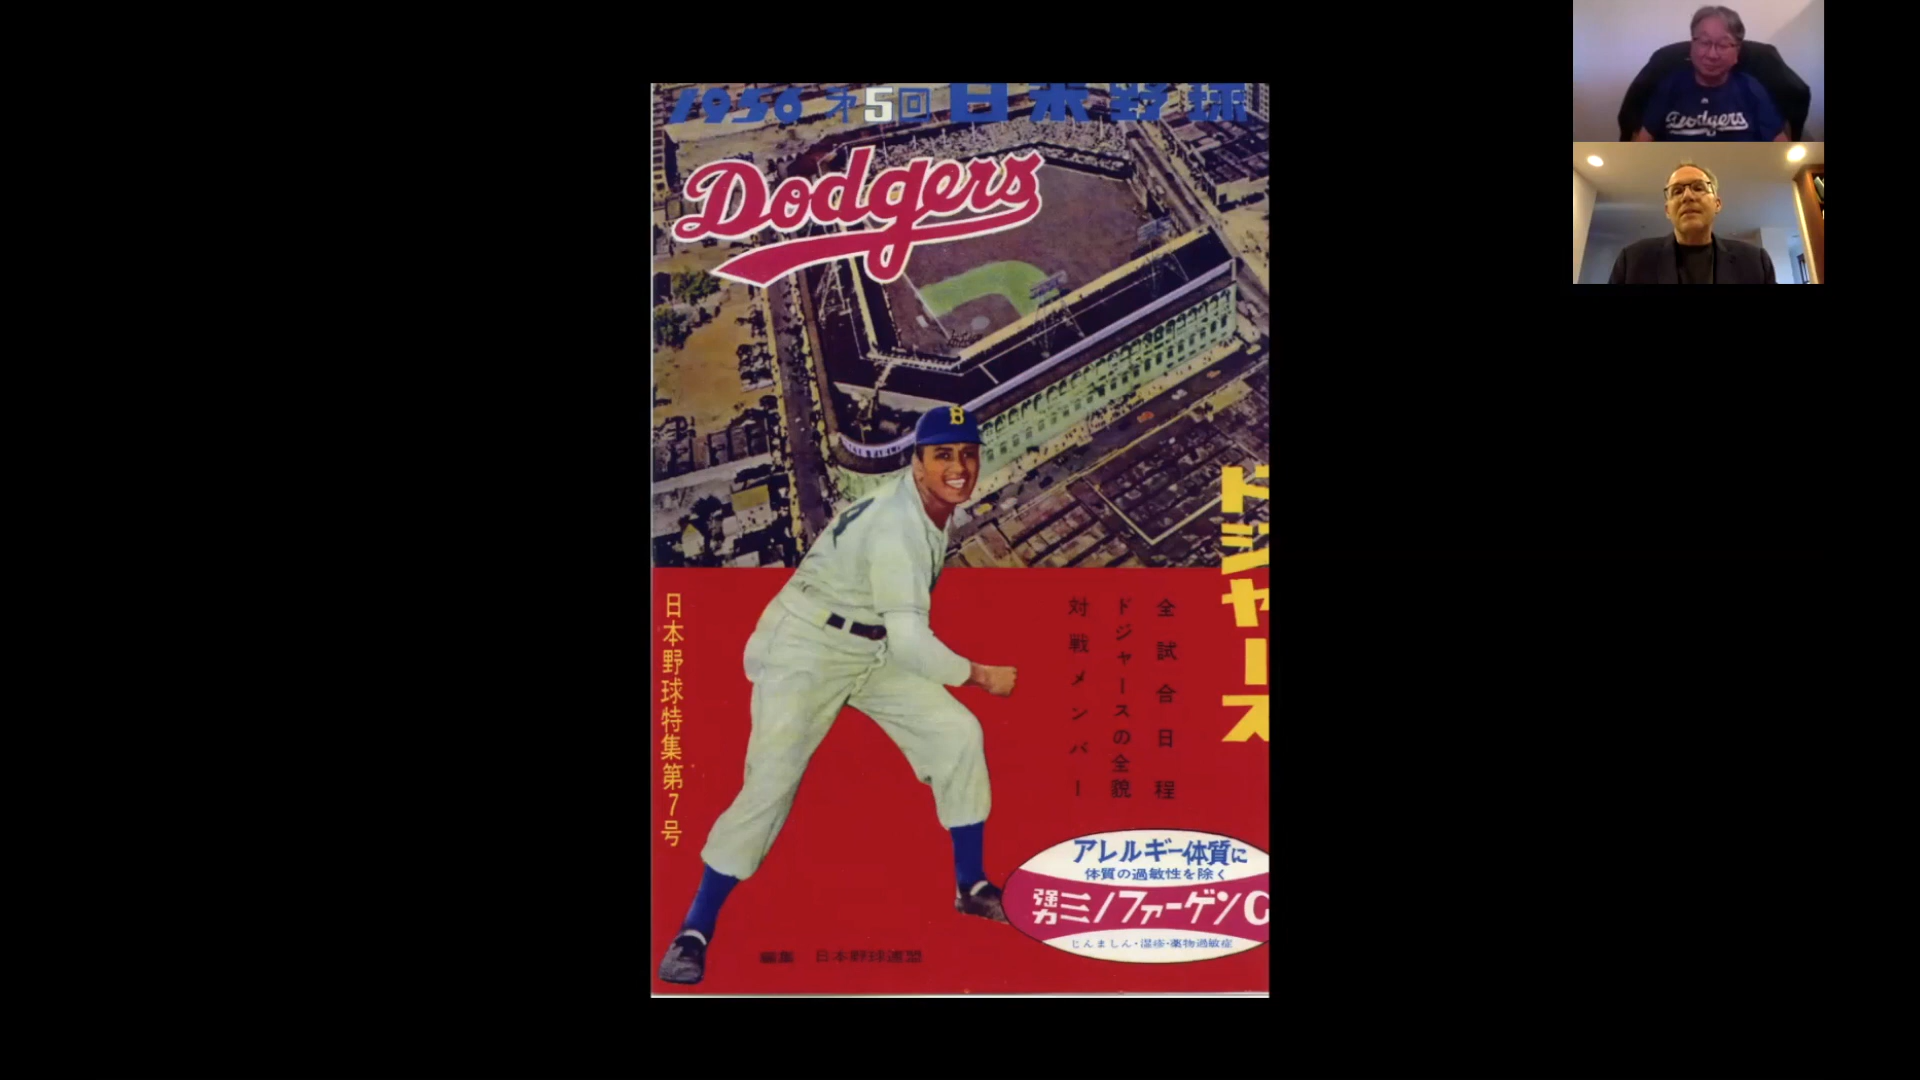 1956 第5回 日米野球
Dodgers
ドジャース
全試合日程
ドジャースの全貌
対戦メンバー
日本野球特集第7号
B
アレルギー体質に
体質の過敏性を除く
強力ミノファーゲンC
じんましん・湿疹・薬物過敏症
編集 日本野球連盟
Dodgers